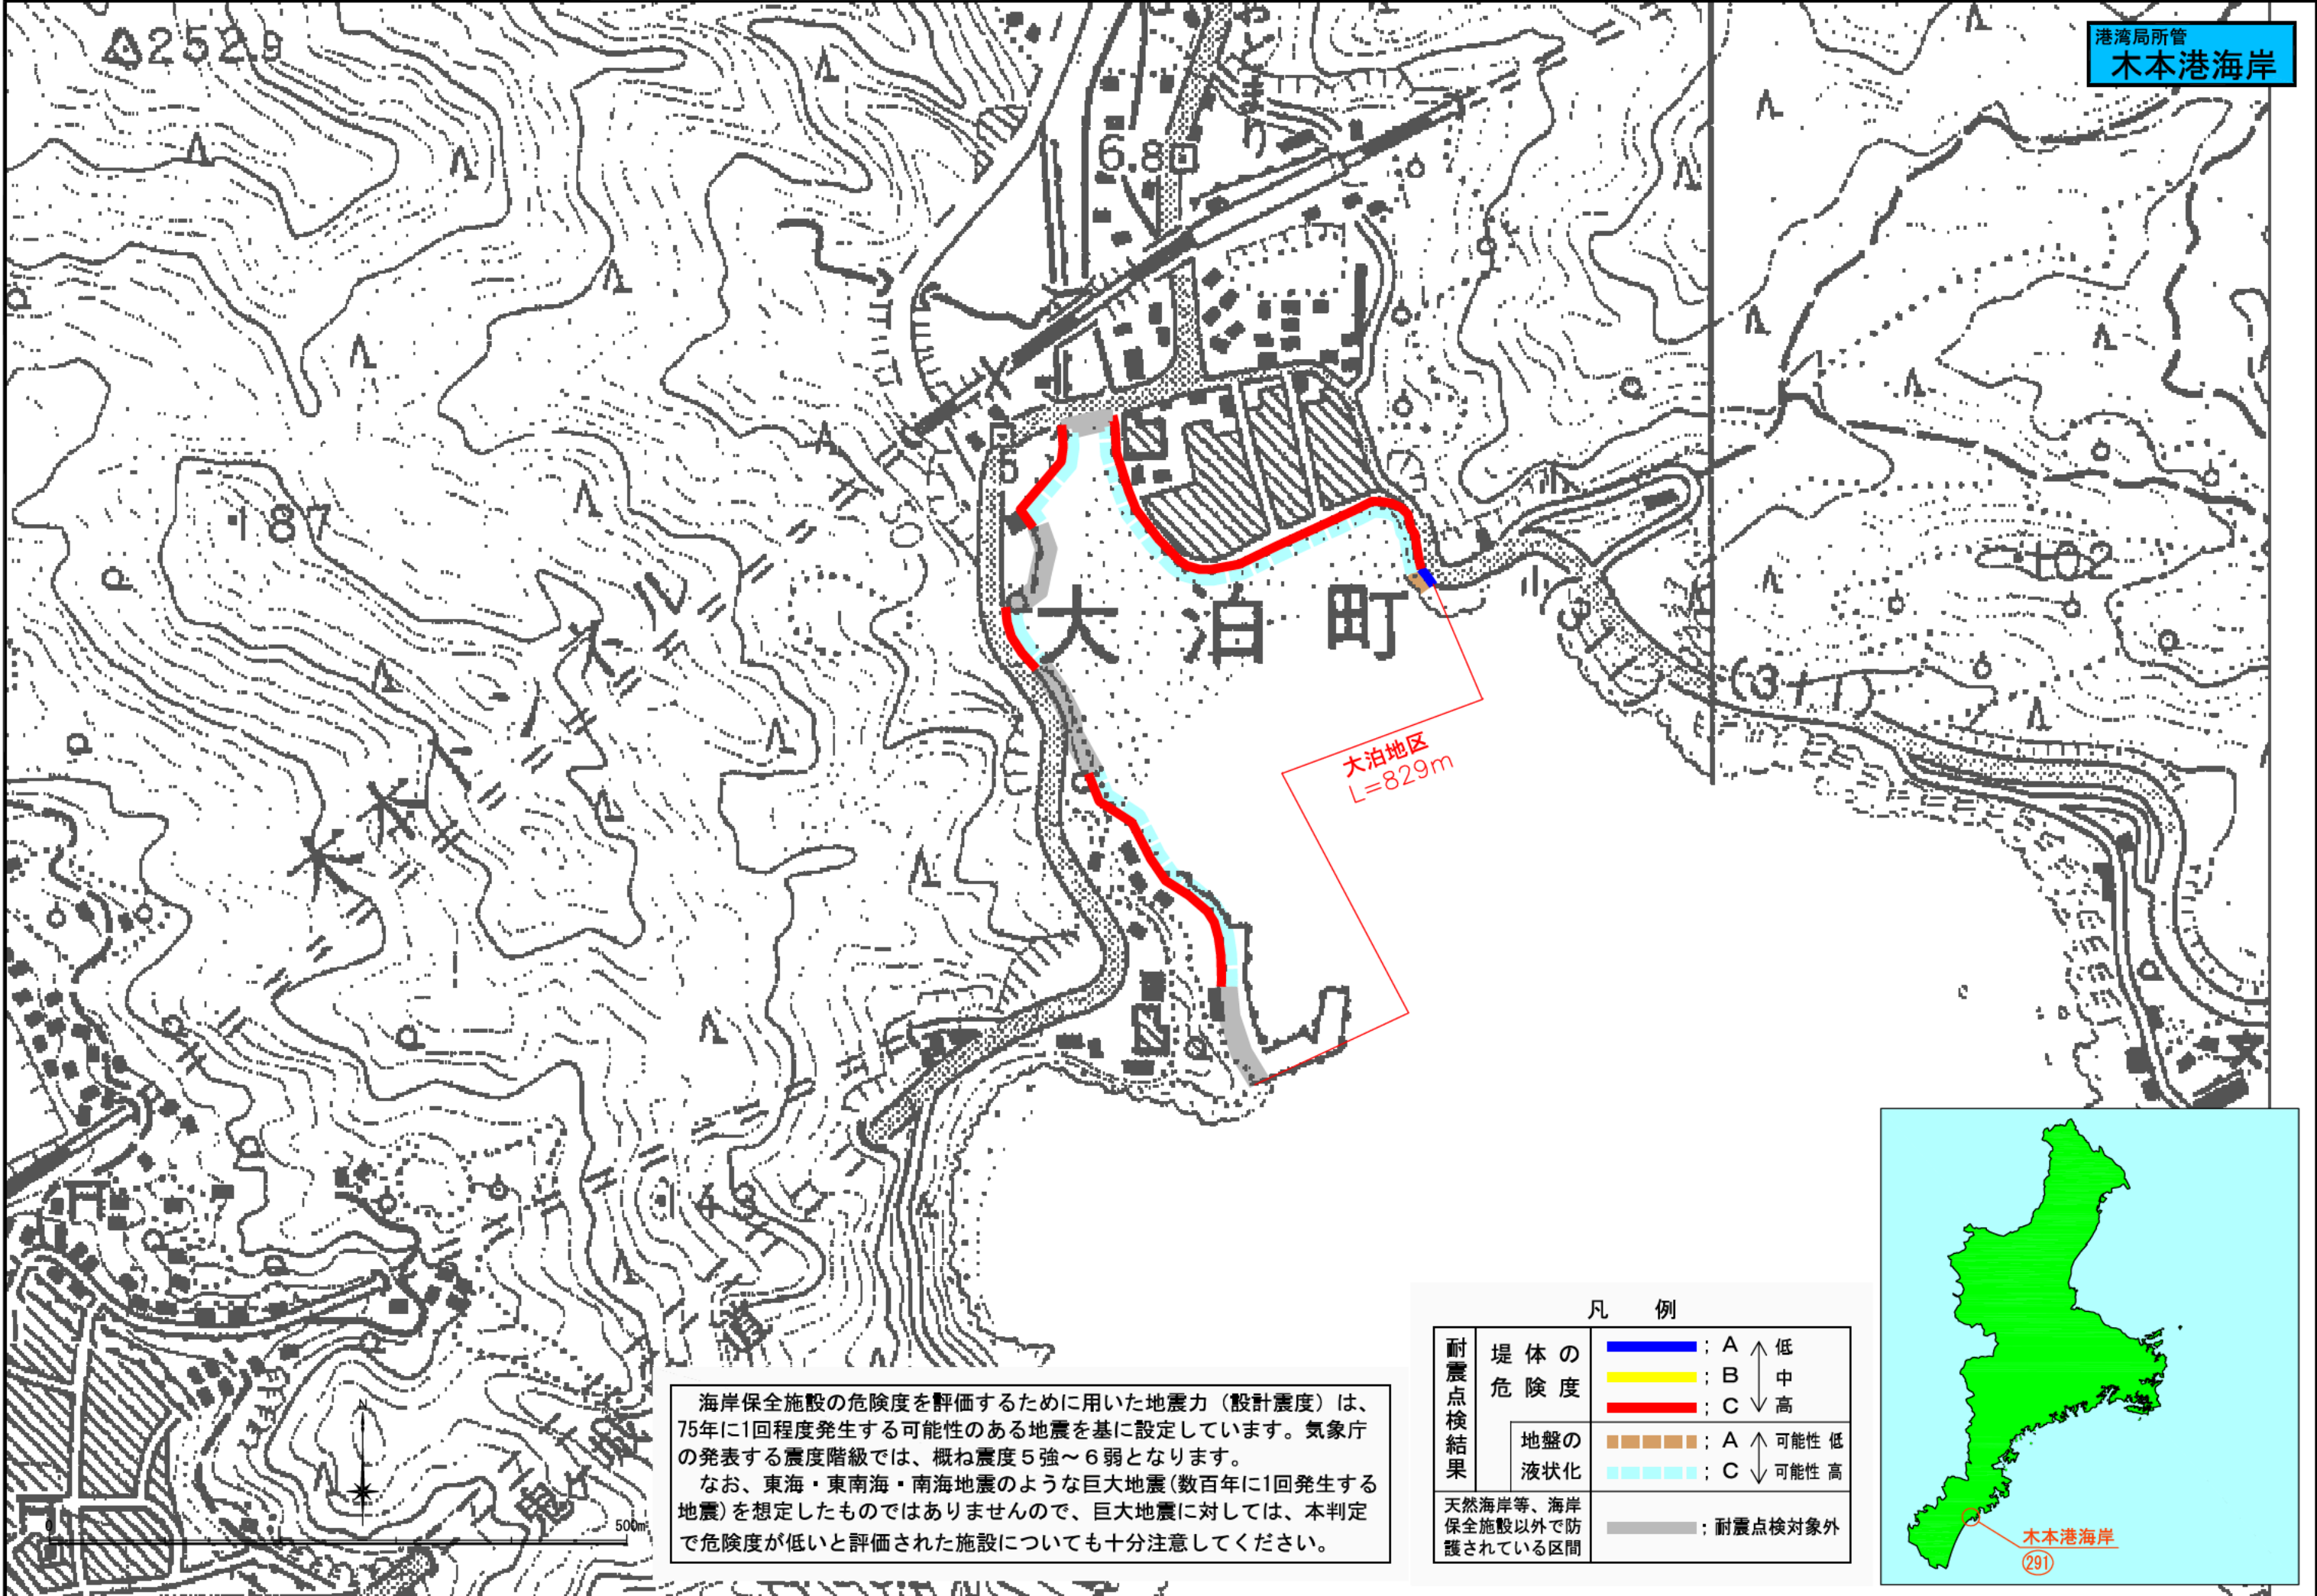 港湾局所管
木本港海岸
252.9
6.8
187
50
102
大泊町
311
大泊地区
L=829m
凡 例
耐震点検結果
堤体の
危険度
; A 低
; B 中
; C 高
地盤の
液状化
; A 可能性 低
; C 可能性 高
天然海岸等、海岸
保全施設以外で防
護されている区間
; 耐震点検対象外
海岸保全施設の危険度を評価するために用いた地震力（設計震度）は、
75年に1回程度発生する可能性のある地震を基に設定しています。気象庁
の発表する震度階級では、概ね震度５強～６弱となります。
なお、東海・東南海・南海地震のような巨大地震(数百年に1回発生する
地震)を想定したものではありませんので、巨大地震に対しては、本判定
で危険度が低いと評価された施設についても十分注意してください。
N
0
500m
木本港海岸
291